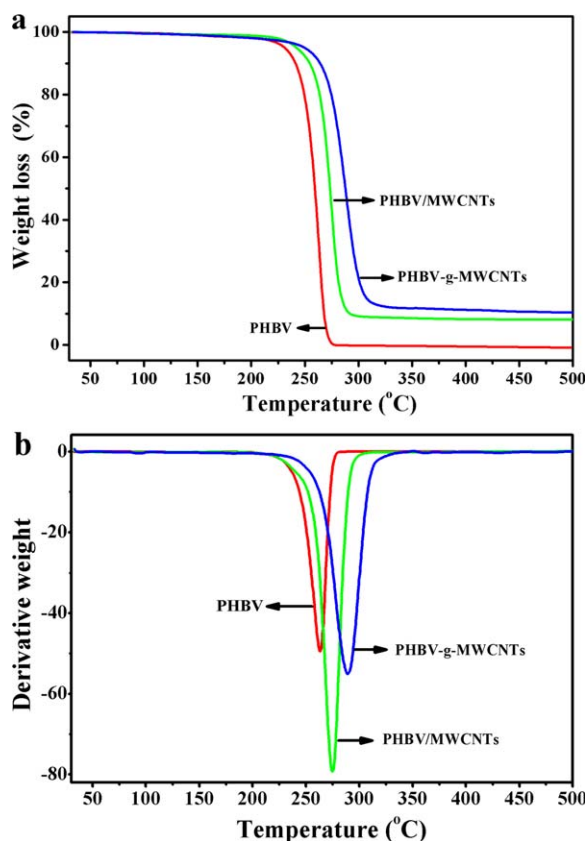 a
100
80
60
40
20
0
Weight loss (%)
PHBV/MWCNTs
PHBV-g-MWCNTs
PHBV
50 100 150 200 250 300 350 400 450 500
Temperature (°C)
b
0
-20
-40
-60
-80
Derivative weight
PHBV
PHBV-g-MWCNTs
PHBV/MWCNTs
50 100 150 200 250 300 350 400 450 500
Temperature (°C)